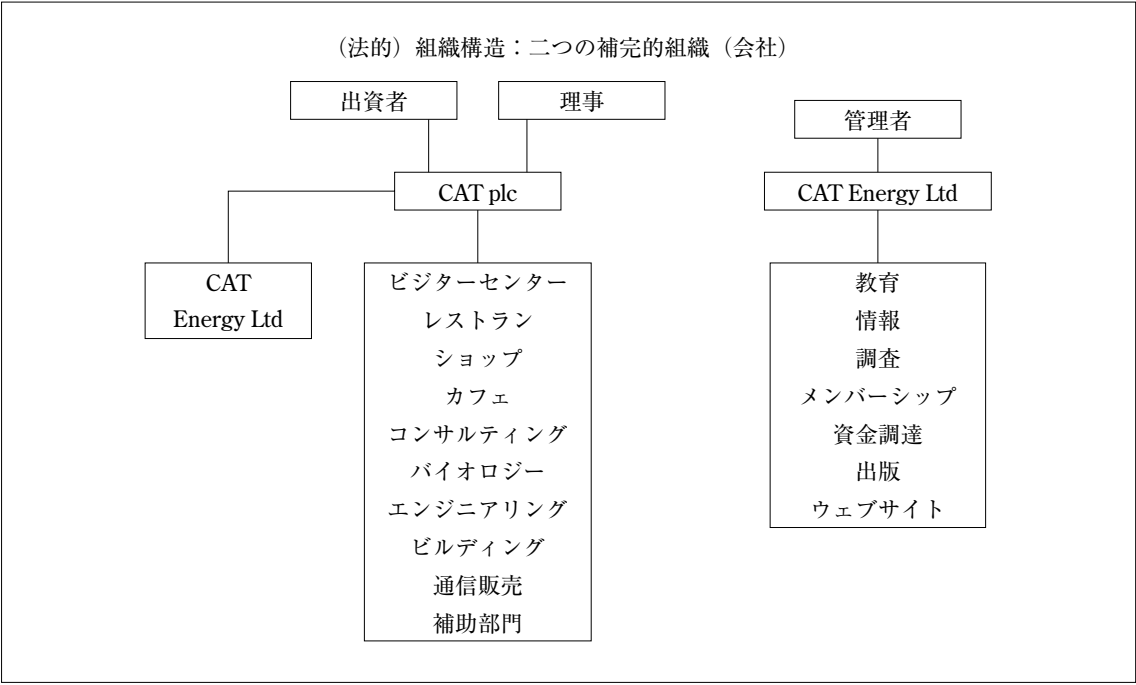 （法的）組織構造：二つの補完的組織（会社）
出資者
理事
管理者
CAT plc
CAT Energy Ltd
CAT
Energy Ltd
ビジターセンター
レストラン
ショップ
カフェ
コンサルティング
バイオロジー
エンジニアリング
ビルディング
通信販売
補助部門
教育
情報
調査
メンバーシップ
資金調達
出版
ウェブサイト